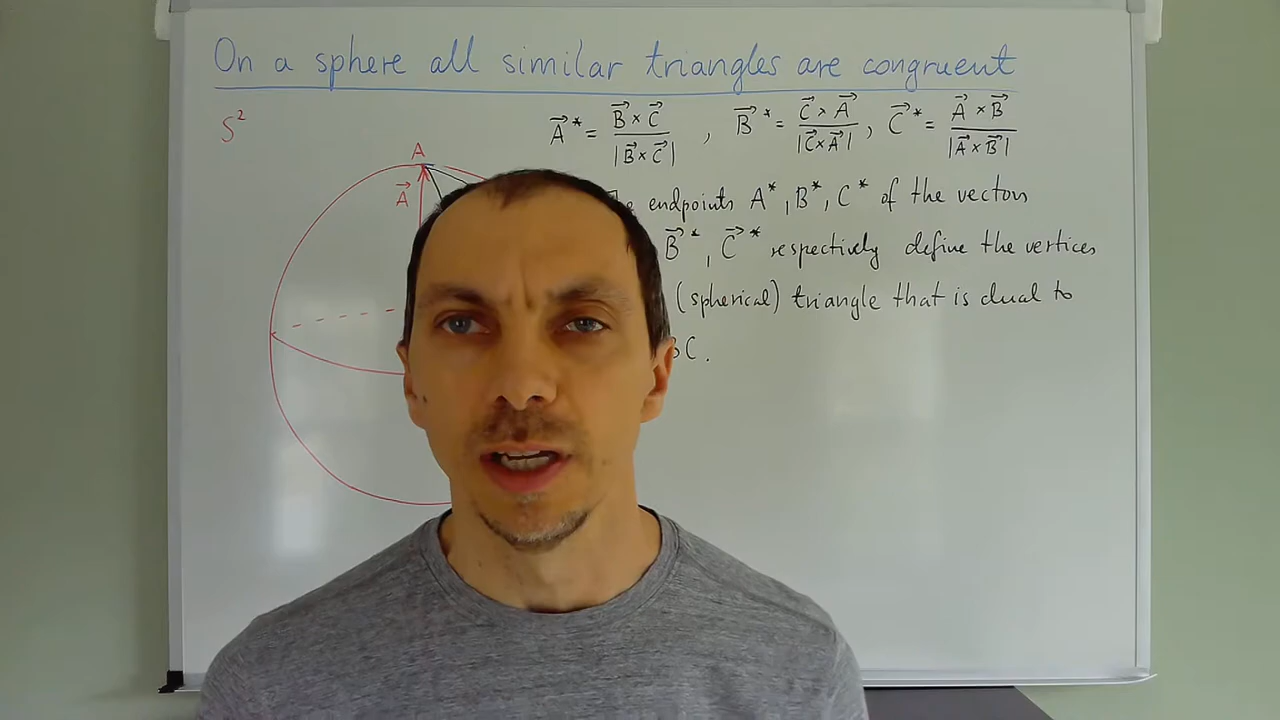 On a sphere all similar triangles are congruent
S²
A⃗* = B⃗ × C⃗ / |B⃗ × C⃗| , B⃗* = C⃗ × A⃗ / |C⃗ × A⃗| , C⃗* = A⃗ × B⃗ / |A⃗ × B⃗|
A
A⃗
endpoints A*, B*, C* of the vectors
B⃗*, C⃗* respectively define the vertices
(spherical) triangle that is dual to
C.